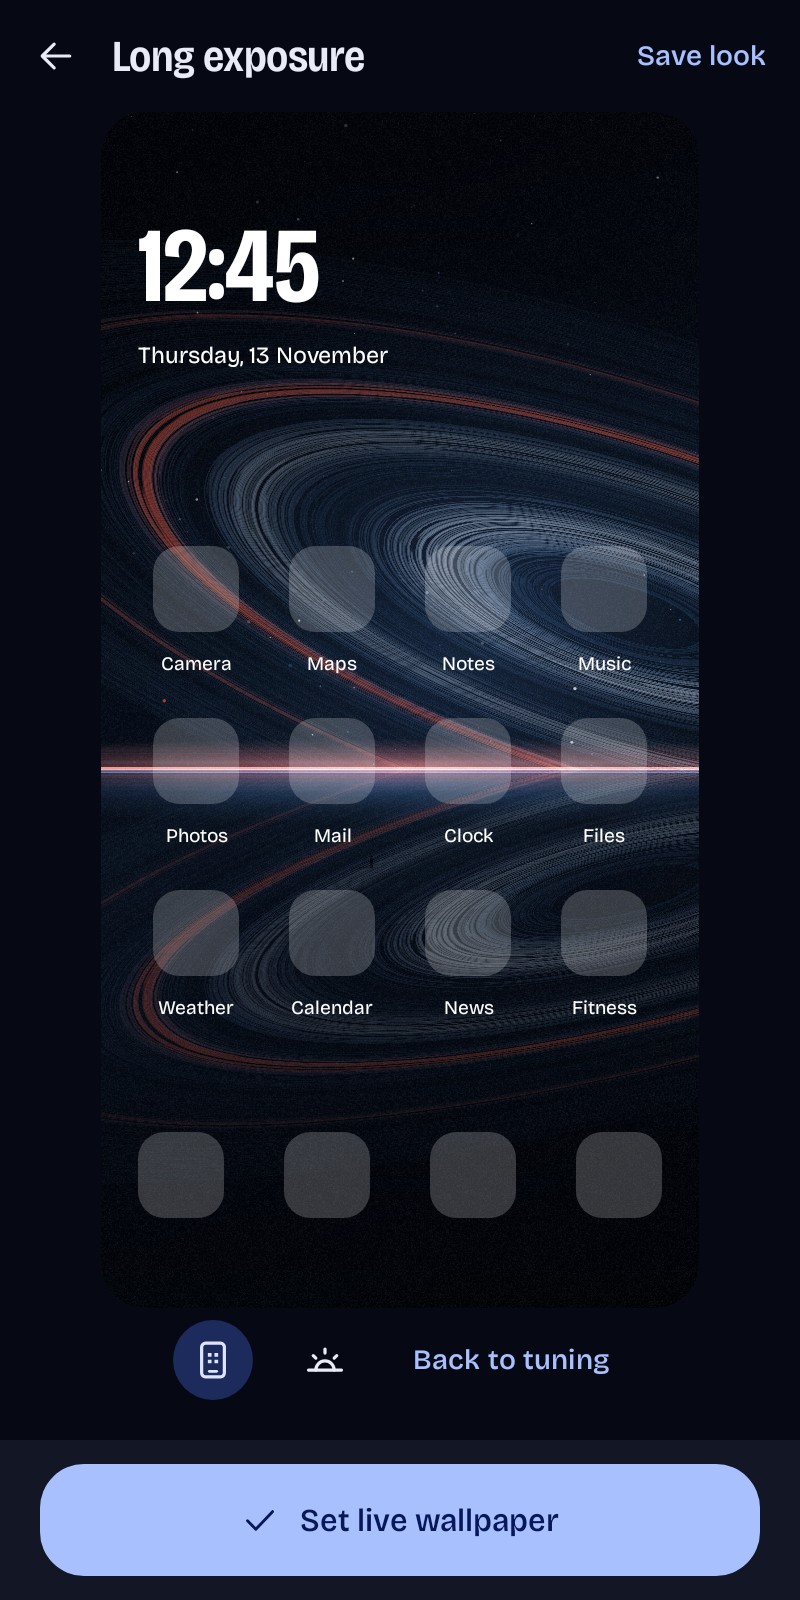 Long exposure
Save look
12:45
Thursday, 13 November
Camera Maps Notes Music
Photos Mail Clock Files
Weather Calendar News Fitness
Back to tuning
Set live wallpaper